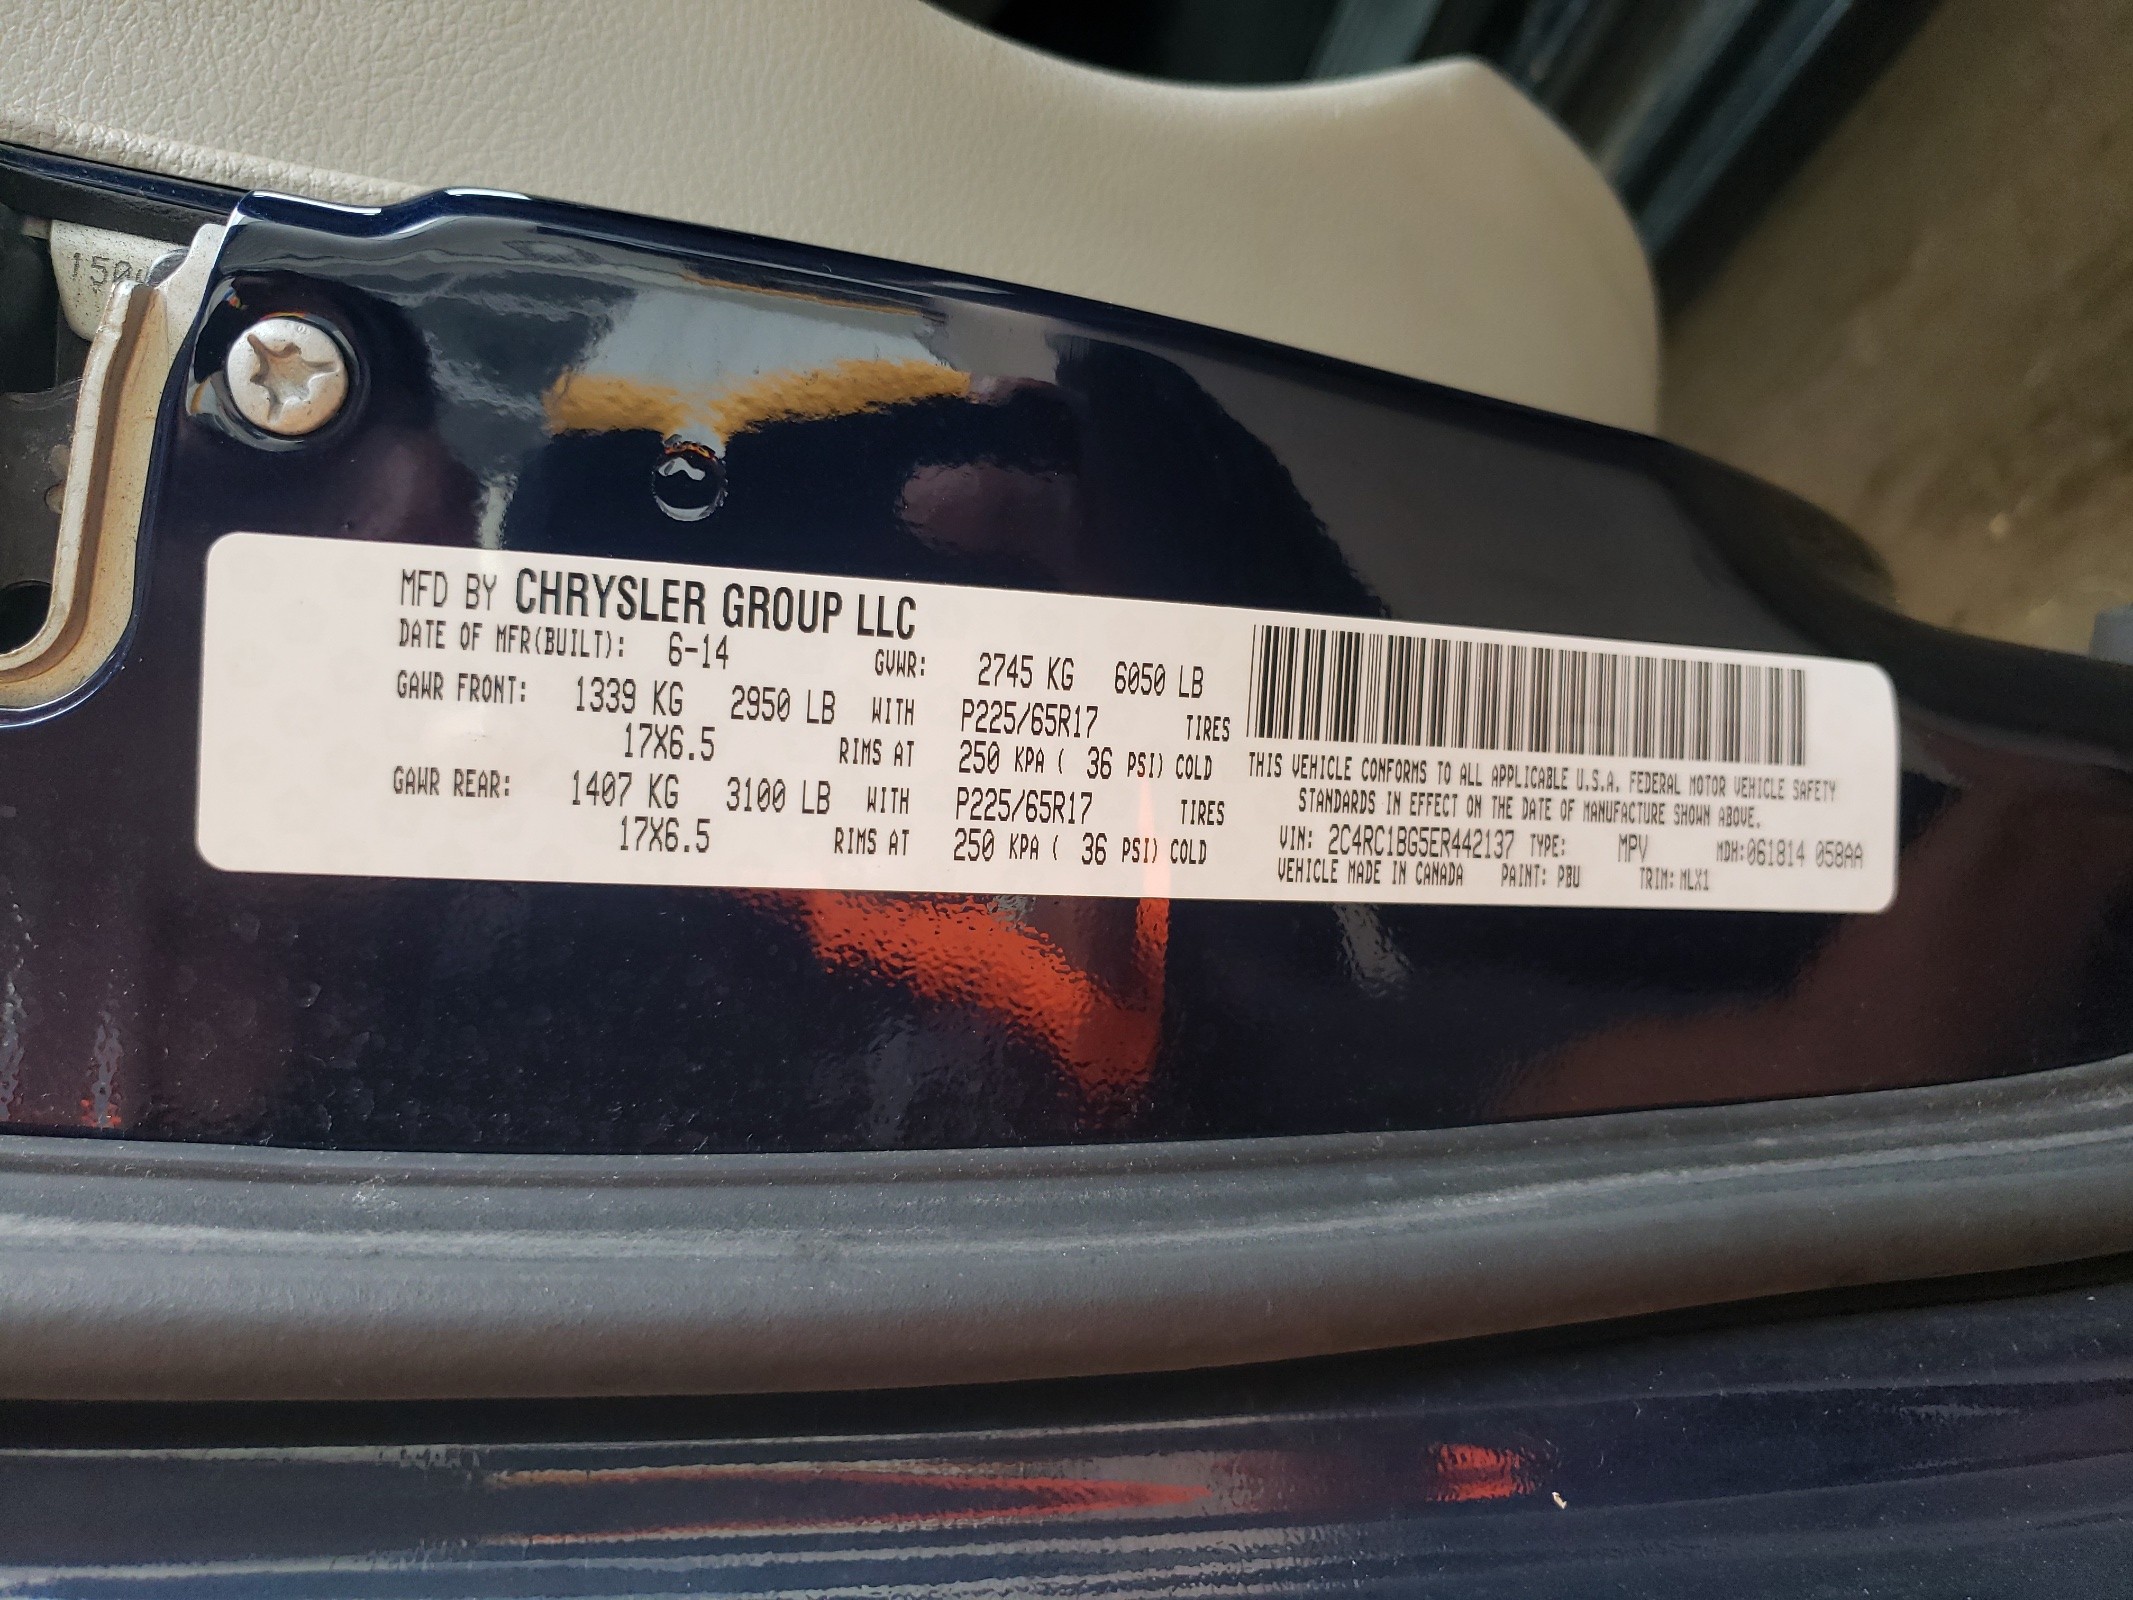 150
MFD BY CHRYSLER GROUP LLC
DATE OF MFR(BUILT): 6-14 GVWR: 2745 KG 6050 LB
GAWR FRONT: 1339 KG 2950 LB WITH P225/65R17 TIRES
17X6.5 RIMS AT 250 KPA ( 36 PSI) COLD
GAWR REAR: 1407 KG 3100 LB WITH P225/65R17 TIRES
17X6.5 RIMS AT 250 KPA ( 36 PSI) COLD
THIS VEHICLE CONFORMS TO ALL APPLICABLE U.S.A. FEDERAL MOTOR VEHICLE SAFETY
STANDARDS IN EFFECT ON THE DATE OF MANUFACTURE SHOWN ABOVE.
VIN: 2C4RC1BG5ER442137 TYPE: MPV MDH:061814 058AA
VEHICLE MADE IN CANADA PAINT: PBU TRIM: MLX1